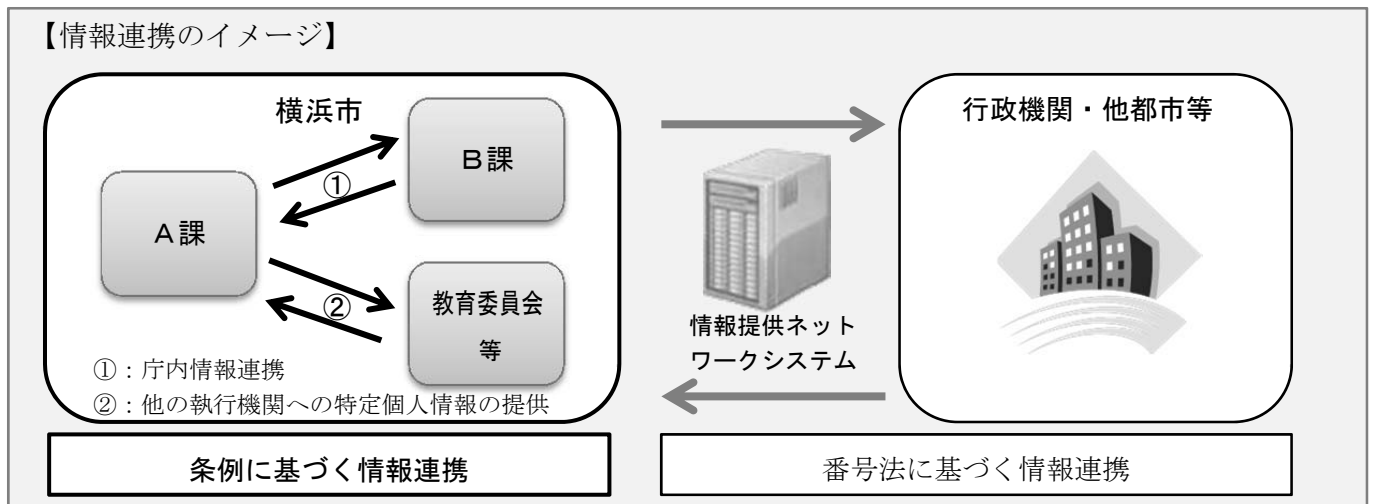 【情報連携のイメージ】
横浜市
A課
①
B課
②
教育委員会
等
①：庁内情報連携
②：他の執行機関への特定個人情報の提供
条例に基づく情報連携
情報提供ネット
ワークシステム
行政機関・他都市等
番号法に基づく情報連携